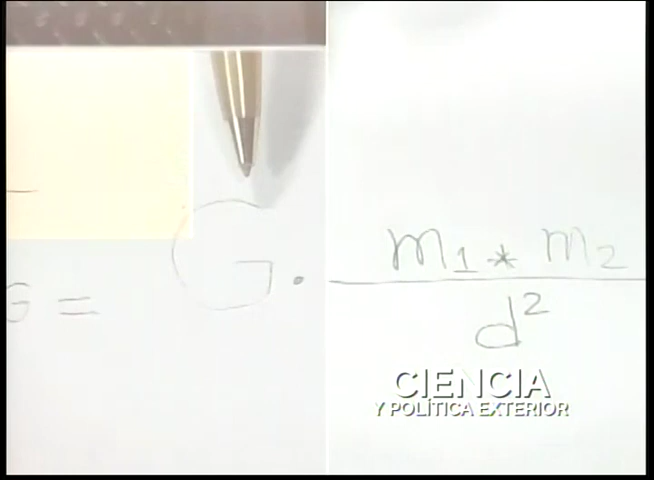 G = G · m₁ * m₂
d²
CIENCIA
Y POLÍTICA EXTERIOR